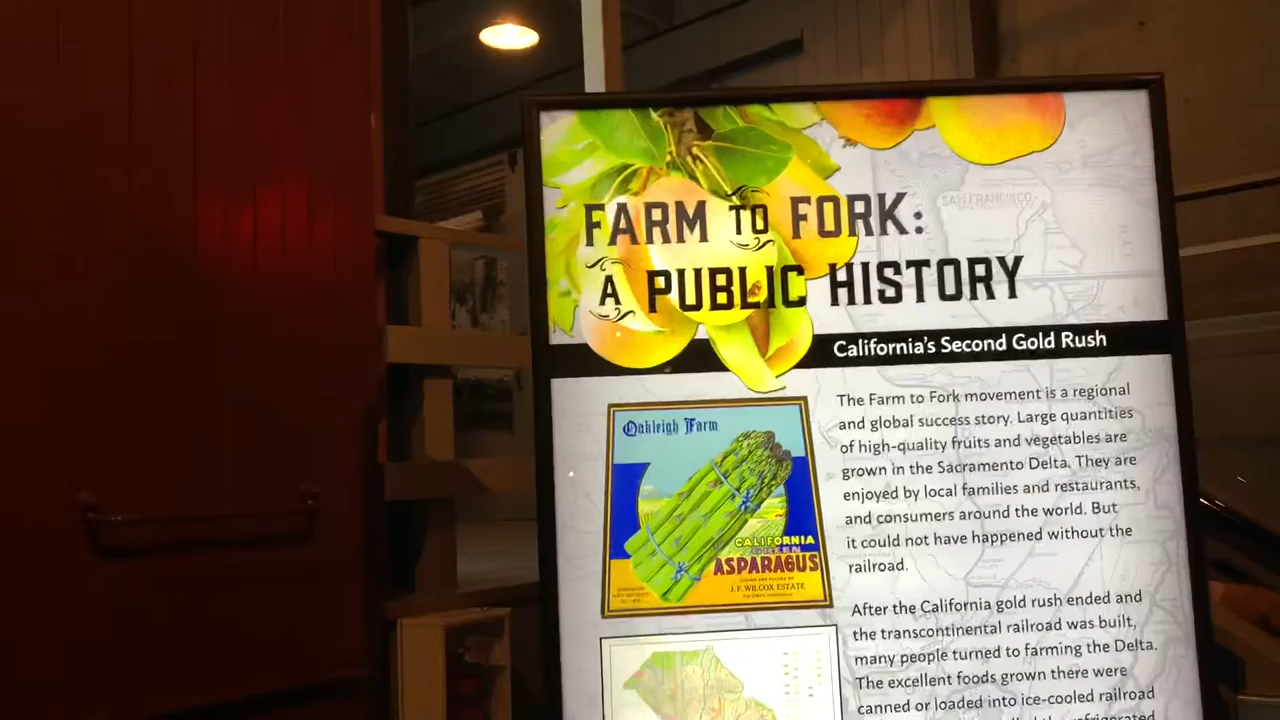 SAN FRANCISCO
FARM TO FORK:
A PUBLIC HISTORY
California's Second Gold Rush
Oakleigh Farm
CALIFORNIA
GREEN
ASPARAGUS
J. F. WILCOX ESTATE
The Farm to Fork movement is a regional
and global success story. Large quantities
of high-quality fruits and vegetables are
grown in the Sacramento Delta. They are
enjoyed by local families and restaurants,
and consumers around the world. But
it could not have happened without the
railroad.
After the California gold rush ended and
the transcontinental railroad was built,
many people turned to farming the Delta.
The excellent foods grown there were
canned or loaded into ice-cooled railroad
refrigerated